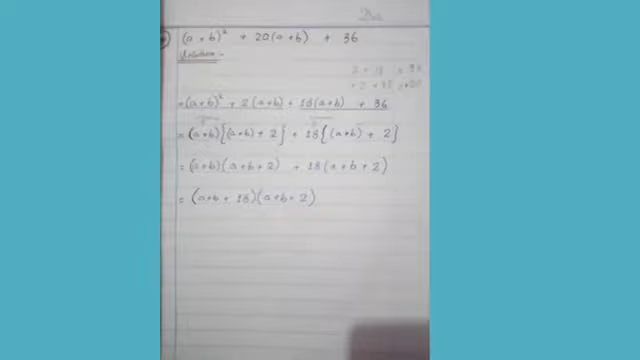 (a + b)² + 20(a+b) + 36
Solution:-
2 × 18 = 36
+2 + 18 = +20
= (a+b)² + 2(a+b) + 18(a+b) + 36
= (a+b){(a+b) + 2} + 18{(a+b) + 2}
= (a+b)(a+b+2) + 18(a+b+2)
= (a+b + 18)(a+b+2)